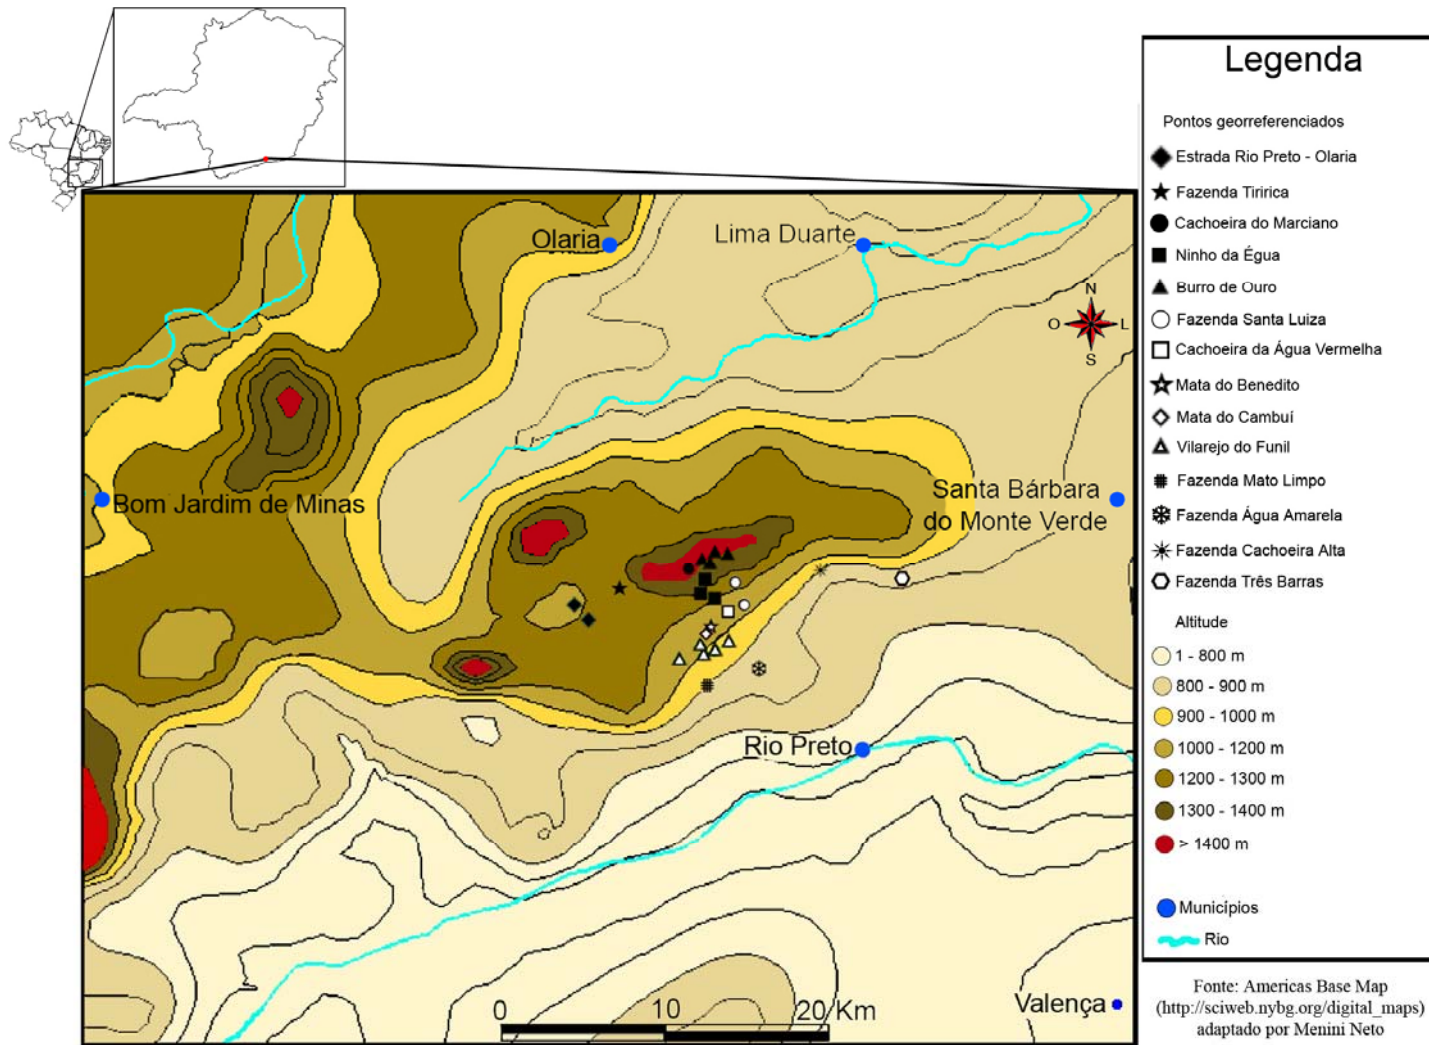 Legenda
Pontos georreferenciados
Estrada Rio Preto - Olaria
Fazenda Tiririca
Cachoeira do Marciano
Ninho da Égua
Burro de Ouro
Fazenda Santa Luiza
Cachoeira da Água Vermelha
Mata do Benedito
Mata do Cambuí
Vilarejo do Funil
Fazenda Mato Limpo
Fazenda Água Amarela
Fazenda Cachoeira Alta
Fazenda Três Barras
Altitude
1 - 800 m
800 - 900 m
900 - 1000 m
1000 - 1200 m
1200 - 1300 m
1300 - 1400 m
> 1400 m
Municípios
Rio
Fonte: Americas Base Map
(http://sciweb.nybg.org/digital_maps)
adaptado por Menini Neto
Olaria
Lima Duarte
N
O
L
S
Bom Jardim de Minas
Santa Bárbara
do Monte Verde
Rio Preto
Valença
0
10
20 Km